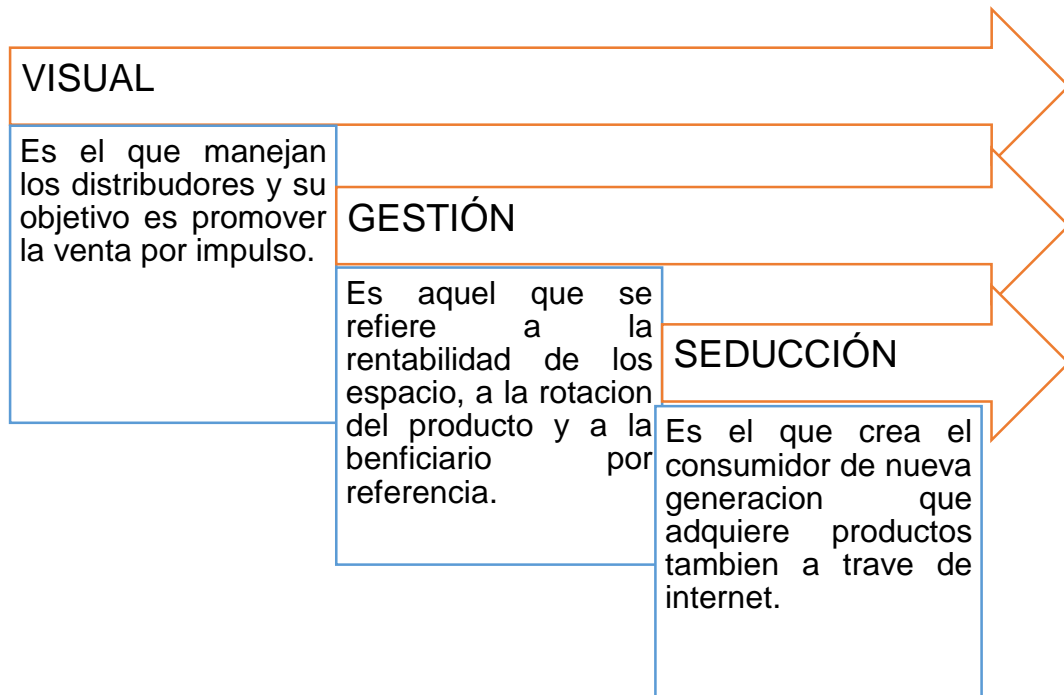 VISUAL
Es el que manejan
los distribudores y su
objetivo es promover
la venta por impulso.
GESTIÓN
Es aquel que se
refiere a la
rentabilidad de los
espacio, a la rotacion
del producto y a la
benficiario por
referencia.
SEDUCCIÓN
Es el que crea el
consumidor de nueva
generacion que
adquiere productos
tambien a trave de
internet.